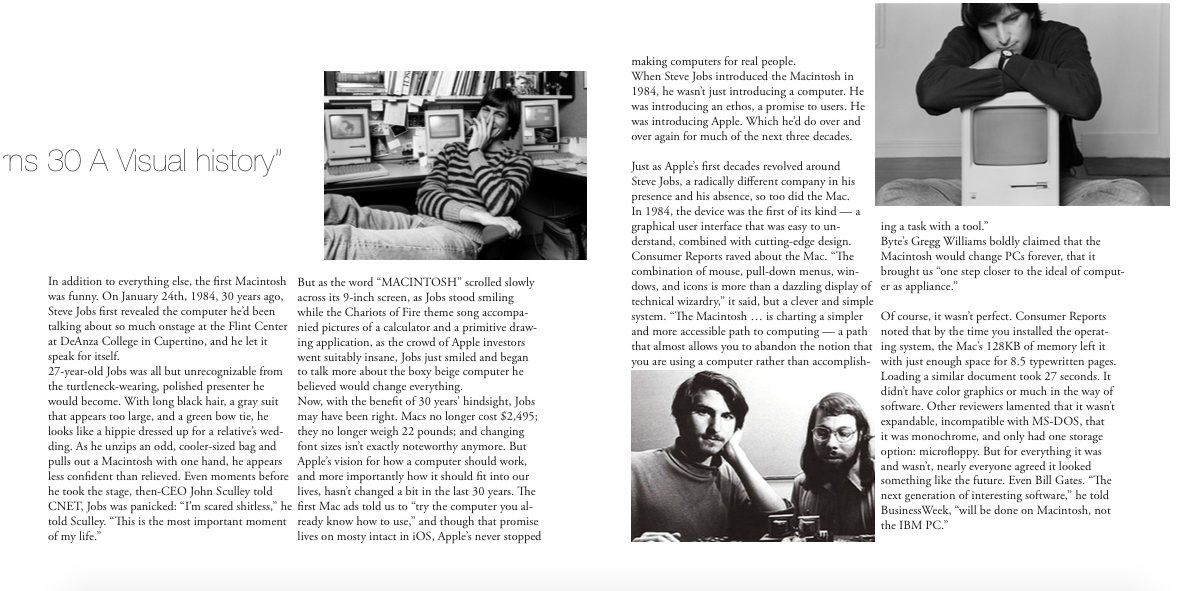 ns 30 A Visual history”
In addition to everything else, the first Macintosh
was funny. On January 24th, 1984, 30 years ago,
Steve Jobs first revealed the computer he’d been
talking about so much onstage at the Flint Center
at DeAnza College in Cupertino, and he let it
speak for itself.
27-year-old Jobs was all but unrecognizable from
the turtleneck-wearing, polished presenter he
would become. With long black hair, a gray suit
that appears too large, and a green bow tie, he
looks like a hippie dressed up for a relative’s wed-
ding. As he unzips an odd, cooler-sized bag and
pulls out a Macintosh with one hand, he appears
less confident than relieved. Even moments before
he took the stage, then-CEO John Sculley told
CNET, Jobs was panicked: “I’m scared shitless,” he
told Sculley. “This is the most important moment
of my life.”
But as the word “MACINTOSH” scrolled slowly
across its 9-inch screen, as Jobs stood smiling
while the Chariots of Fire theme song accompa-
nied pictures of a calculator and a primitive draw-
ing application, as the crowd of Apple investors
went suitably insane, Jobs just smiled and began
to talk more about the boxy beige computer he
believed would change everything.
Now, with the benefit of 30 years’ hindsight, Jobs
may have been right. Macs no longer cost $2,495;
they no longer weigh 22 pounds; and changing
font sizes isn’t exactly noteworthy anymore. But
Apple’s vision for how a computer should work,
and more importantly how it should fit into our
lives, hasn’t changed a bit in the last 30 years. The
first Mac ads told us to “try the computer you al-
ready know how to use,” and though that promise
lives on mosty intact in iOS, Apple’s never stopped
making computers for real people.
When Steve Jobs introduced the Macintosh in
1984, he wasn’t just introducing a computer. He
was introducing an ethos, a promise to users. He
was introducing Apple. Which he’d do over and
over again for much of the next three decades.
Just as Apple’s first decades revolved around
Steve Jobs, a radically different company in his
presence and his absence, so too did the Mac.
In 1984, the device was the first of its kind — a
graphical user interface that was easy to un-
derstand, combined with cutting-edge design.
Consumer Reports raved about the Mac. “The
combination of mouse, pull-down menus, win-
dows, and icons is more than a dazzling display of
technical wizardry,” it said, but a clever and simple
system. “The Macintosh … is charting a simpler
and more accessible path to computing — a path
that almost allows you to abandon the notion that
you are using a computer rather than accomplish-
ing a task with a tool.”
Byte’s Gregg Williams boldly claimed that the
Macintosh would change PCs forever, that it
brought us “one step closer to the ideal of comput-
er as appliance.”
Of course, it wasn’t perfect. Consumer Reports
noted that by the time you installed the operat-
ing system, the Mac’s 128KB of memory left it
with just enough space for 8.5 typewritten pages.
Loading a similar document took 27 seconds. It
didn’t have color graphics or much in the way of
software. Other reviewers lamented that it wasn’t
expandable, incompatible with MS-DOS, that
it was monochrome, and only had one storage
option: microfloppy. But for everything it was
and wasn’t, nearly everyone agreed it looked
something like the future. Even Bill Gates. “The
next generation of interesting software,” he told
BusinessWeek, “will be done on Macintosh, not
the IBM PC.”